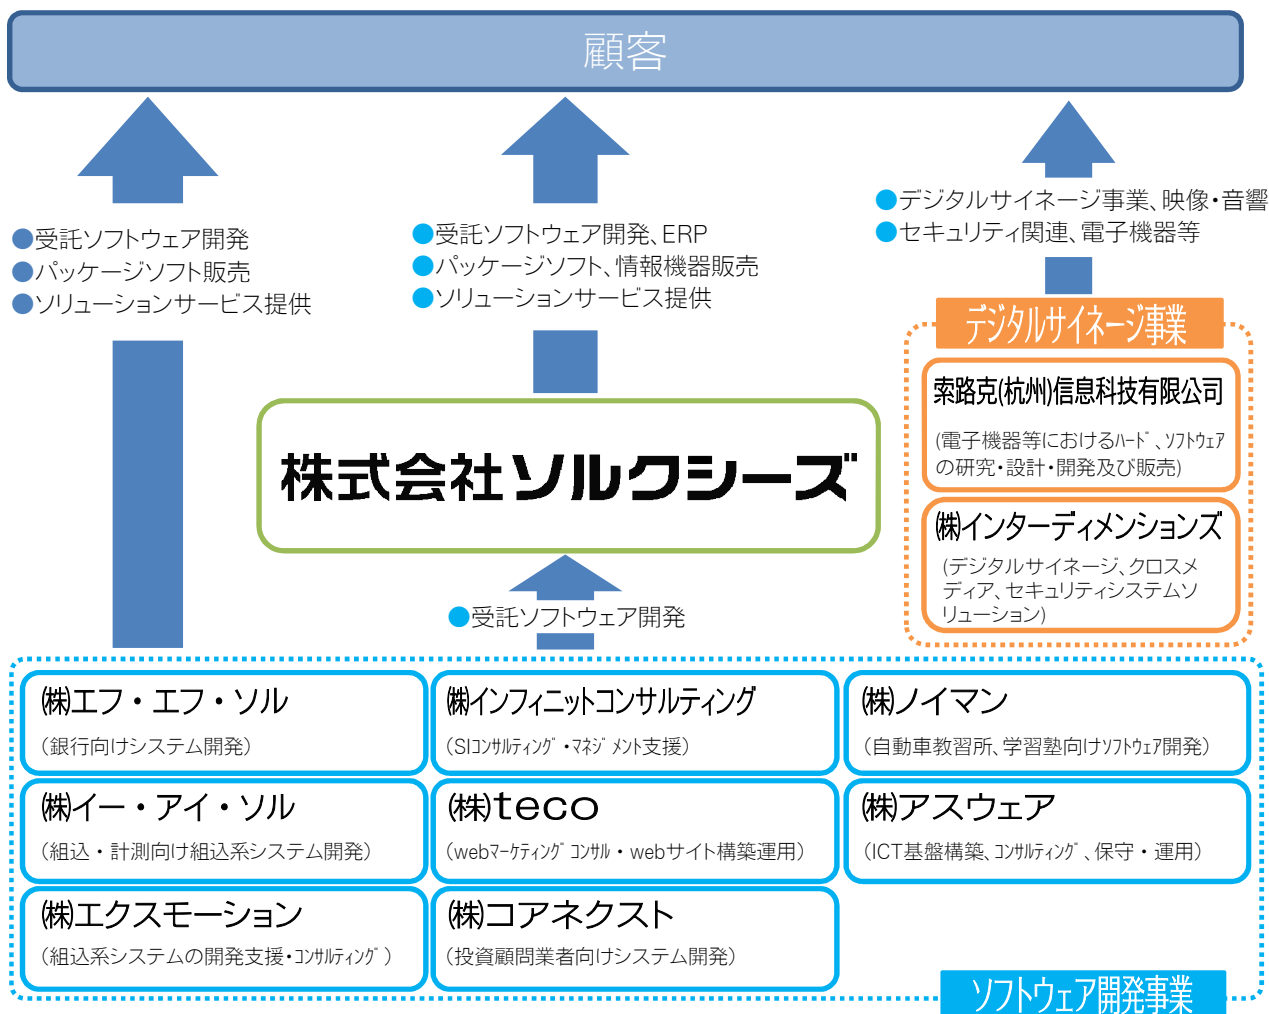 顧客
●受託ソフトウェア開発
●パッケージソフト販売
●ソリューションサービス提供
●受託ソフトウェア開発、ERP
●パッケージソフト、情報機器販売
●ソリューションサービス提供
●デジタルサイネージ事業、映像・音響
●セキュリティ関連、電子機器等
デジタルサイネージ事業
索路克(杭州)信息科技有限公司
(電子機器等におけるﾊｰﾄﾞ、ｿﾌﾄｳｪｱ
の研究・設計・開発及び販売)
㈱インターディメンションズ
(デジタルサイネージ、クロスメ
ディア、セキュリティシステムソ
リューション)
株式会社ソルクシーズ
●受託ソフトウェア開発
㈱エフ・エフ・ソル
（銀行向けシステム開発）
㈱インフィニットコンサルティング
（SIｺﾝｻﾙﾃｨﾝｸﾞ・ﾏﾈｼﾞﾒﾝﾄ支援）
㈱ノイマン
（自動車教習所、学習塾向けｿﾌﾄｳｪｱ開発）
㈱イー・アイ・ソル
（組込・計測向け組込系システム開発）
㈱teco
（webﾏｰｹﾃｨﾝｸﾞｺﾝｻﾙ・webサイト構築運用）
㈱アスウェア
（ICT基盤構築、ｺﾝｻﾙﾃｨﾝｸﾞ、保守・運用）
㈱エクスモーション
（組込系システムの開発支援・ｺﾝｻﾙﾃｨﾝｸﾞ）
㈱コアネクスト
（投資顧問業者向けシステム開発）
ソフトウェア開発事業